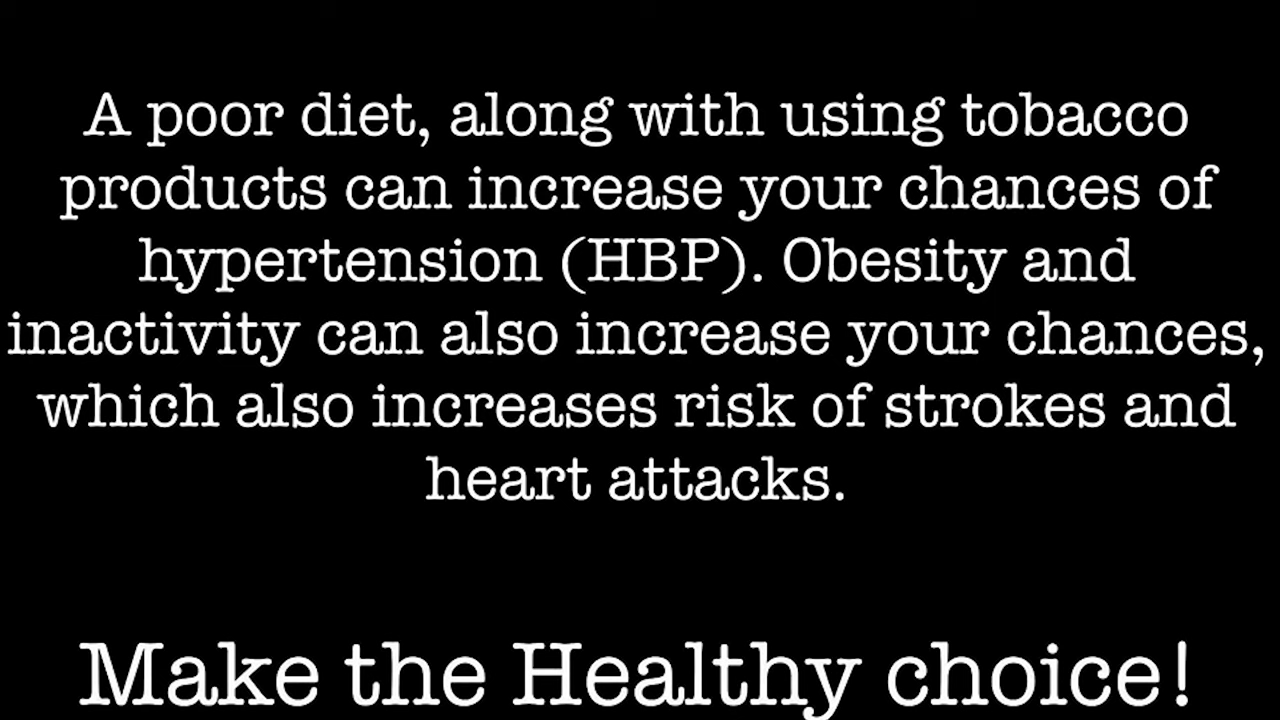 A poor diet, along with using tobacco
products can increase your chances of
hypertension (HBP). Obesity and
inactivity can also increase your chances,
which also increases risk of strokes and
heart attacks.
Make the Healthy choice!